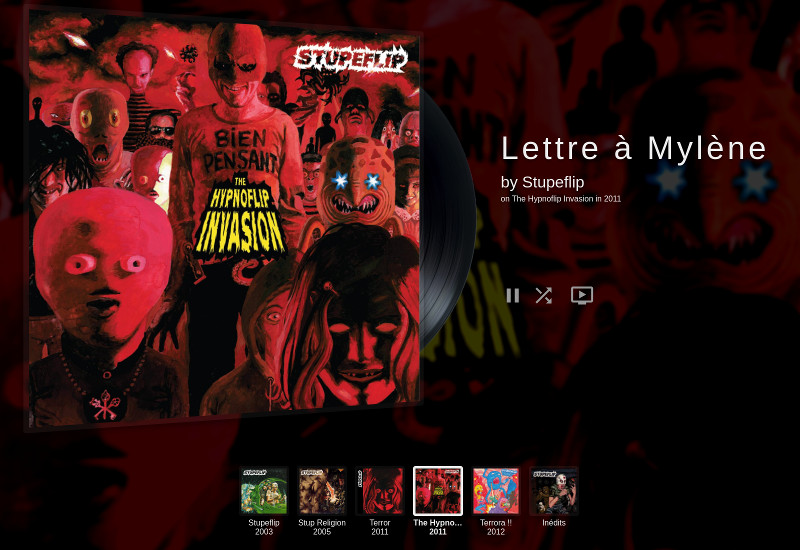 STUPEFLIP
BiEN
PENSANT
THE
HYPNOFLIP
INVASION
Lettre à Mylène
by Stupeflip
on The Hypnoflip Invasion in 2011
Stupeflip
2003
Stup Religion
2005
Terror
2011
The Hypno...
2011
Terrora !!
2012
Inédits